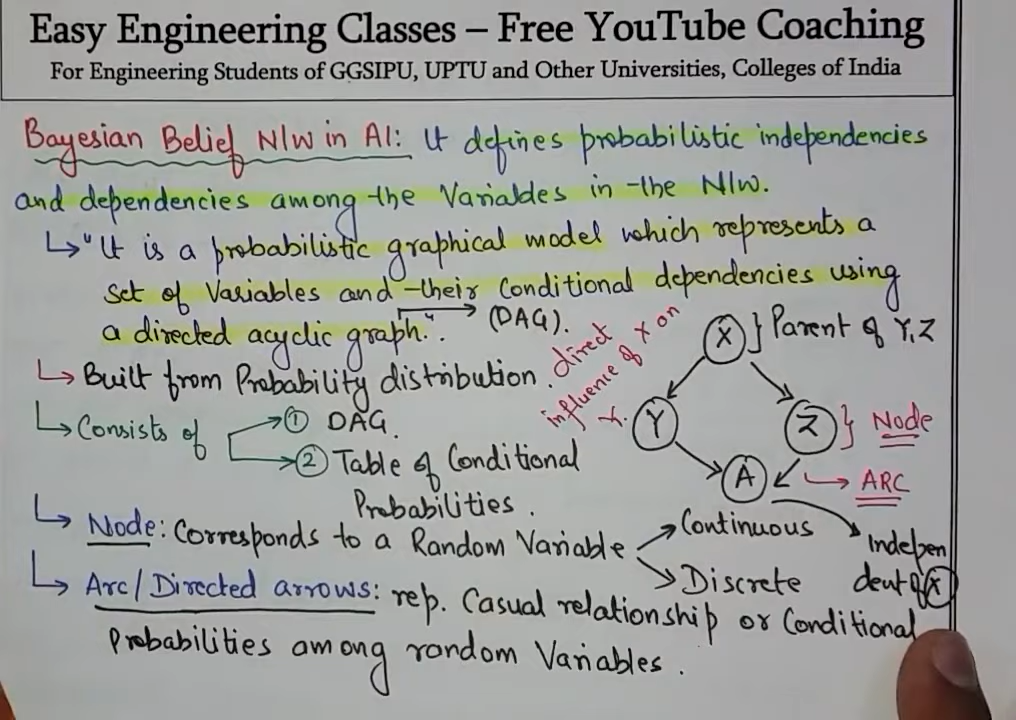 Easy Engineering Classes – Free YouTube Coaching
For Engineering Students of GGSIPU, UPTU and Other Universities, Colleges of India
Bayesian Belief N/w in AI: It defines probabilistic independencies
and dependencies among the Variables in the N/w.
"It is a probabilistic graphical model which represents a
set of Variables and their Conditional dependencies using
a directed acyclic graph". (DAG).
Built from Probability distribution.
direct
influence of X on
Y.
X } Parent of Y, Z
Y
Z } Node
A
ARC
Indepen
dent of X
Consists of
① DAG.
② Table of Conditional
Probabilities.
Node: Corresponds to a Random Variable
Continuous
Discrete
Arc/Directed arrows: rep. Casual relationship or Conditional
Probabilities among random Variables.